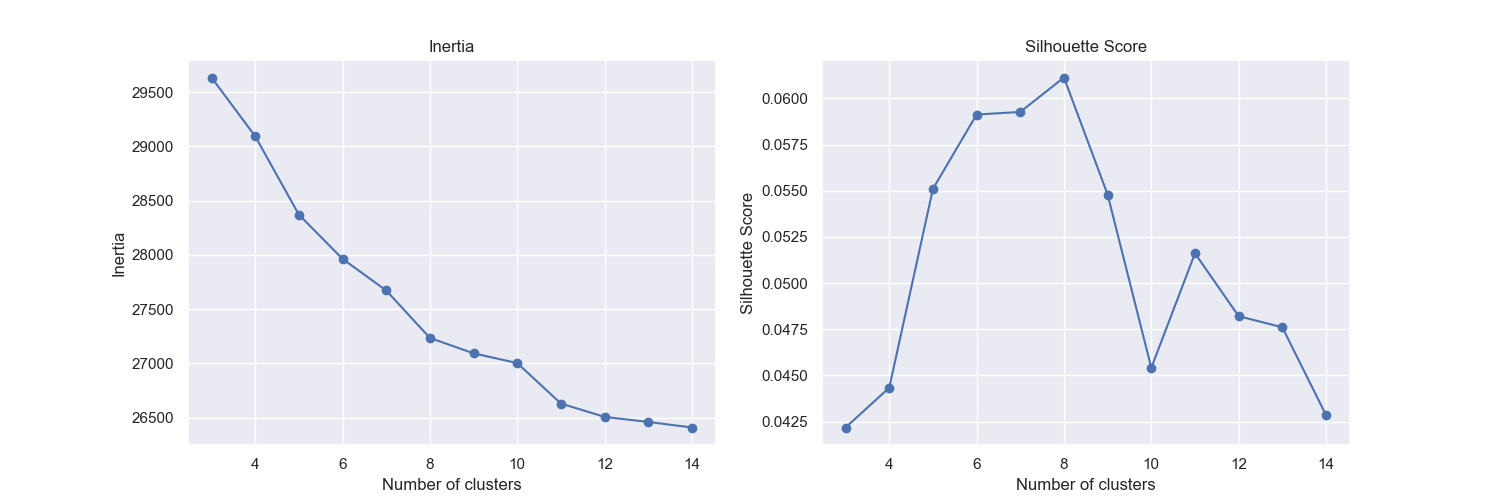 Inertia
29500
29000
28500
28000
27500
27000
26500
Inertia
4 6 8 10 12 14
Number of clusters
Silhouette Score
0.0600
0.0575
0.0550
0.0525
0.0500
0.0475
0.0450
0.0425
Silhouette Score
4 6 8 10 12 14
Number of clusters